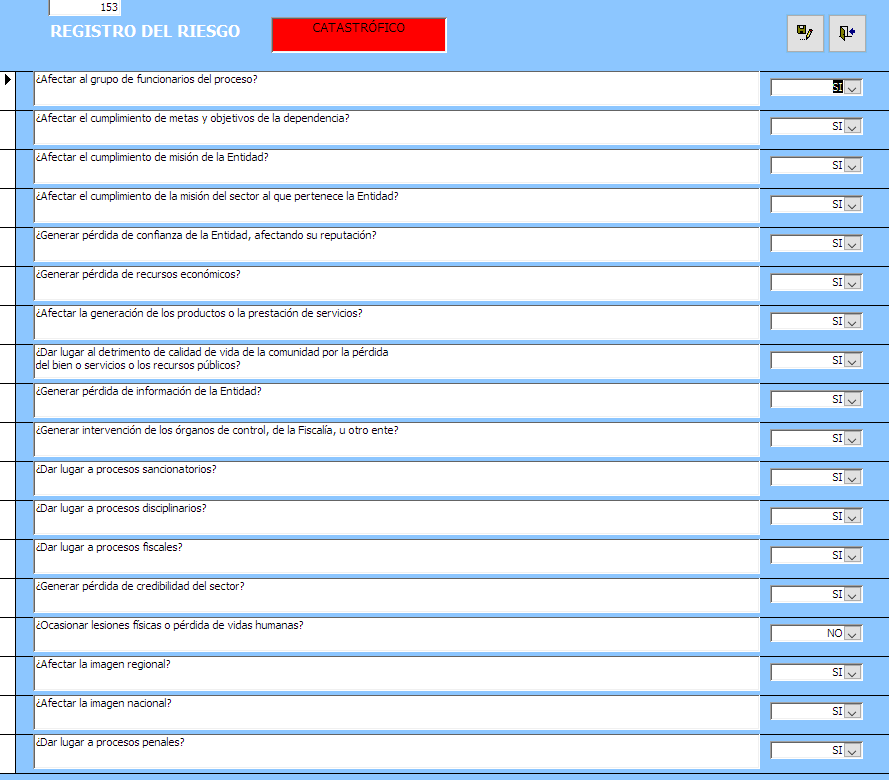 153
REGISTRO DEL RIESGO
CATASTRÓFICO
¿Afectar al grupo de funcionarios del proceso?
SI
¿Afectar el cumplimiento de metas y objetivos de la dependencia?
SI
¿Afectar el cumplimiento de misión de la Entidad?
SI
¿Afectar el cumplimiento de la misión del sector al que pertenece la Entidad?
SI
¿Generar pérdida de confianza de la Entidad, afectando su reputación?
SI
¿Generar pérdida de recursos económicos?
SI
¿Afectar la generación de los productos o la prestación de servicios?
SI
¿Dar lugar al detrimento de calidad de vida de la comunidad por la pérdida
del bien o servicios o los recursos públicos?
SI
¿Generar pérdida de información de la Entidad?
SI
¿Generar intervención de los órganos de control, de la Fiscalía, u otro ente?
SI
¿Dar lugar a procesos sancionatorios?
SI
¿Dar lugar a procesos disciplinarios?
SI
¿Dar lugar a procesos fiscales?
SI
¿Generar pérdida de credibilidad del sector?
SI
¿Ocasionar lesiones físicas o pérdida de vidas humanas?
NO
¿Afectar la imagen regional?
SI
¿Afectar la imagen nacional?
SI
¿Dar lugar a procesos penales?
SI